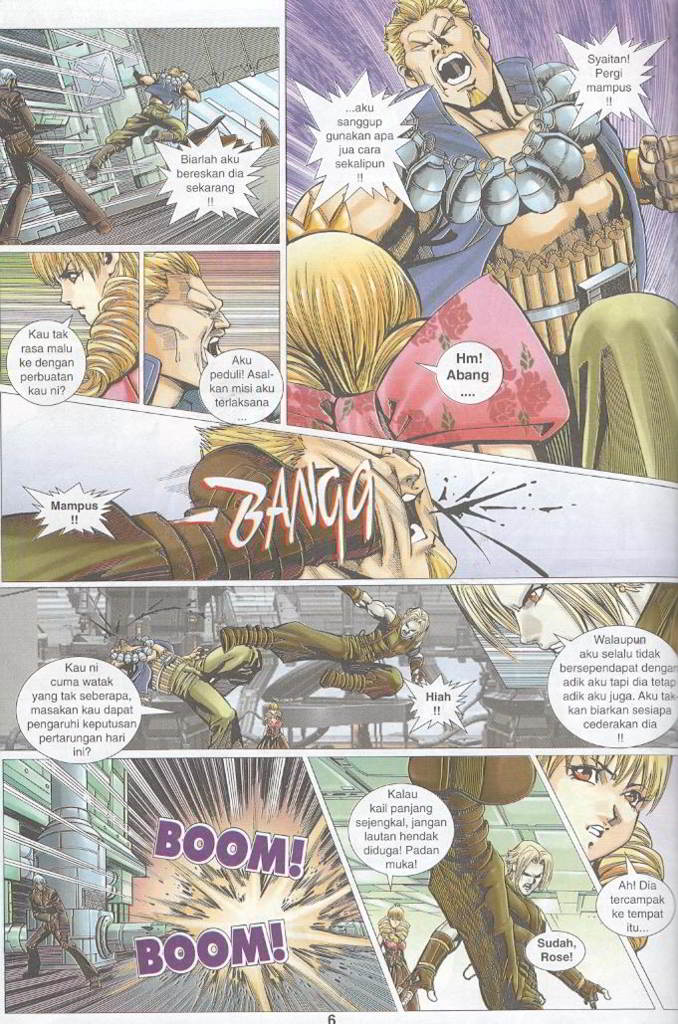 Biarlah aku
bereskan dia
sekarang
!!
Syaitan!
Pergi
mampus
!!
...aku
sanggup
gunakan apa
jua cara
sekalipun
!!
Hm!
Abang
....
Kau tak
rasa malu
ke dengan
perbuatan
kau ni?
Aku
peduli! Asal-
kan misi aku
terlaksana
...
Mampus
!!
BANGG
Kau ni
cuma watak
yang tak seberapa,
masakan kau dapat
pengaruhi keputusan
pertarungan hari
ini?
Hiah
!!
Walaupun
aku selalu tidak
bersependapat dengan
adik aku tapi dia tetap
adik aku juga. Aku tak-
kan biarkan sesiapa
cederakan dia
!!
BOOM!
BOOM!
Kalau
kail panjang
sejengkal, jangan
lautan hendak
diduga! Padan
muka!
Sudah,
Rose!
Ah! Dia
tercampak
ke tempat
itu...
6